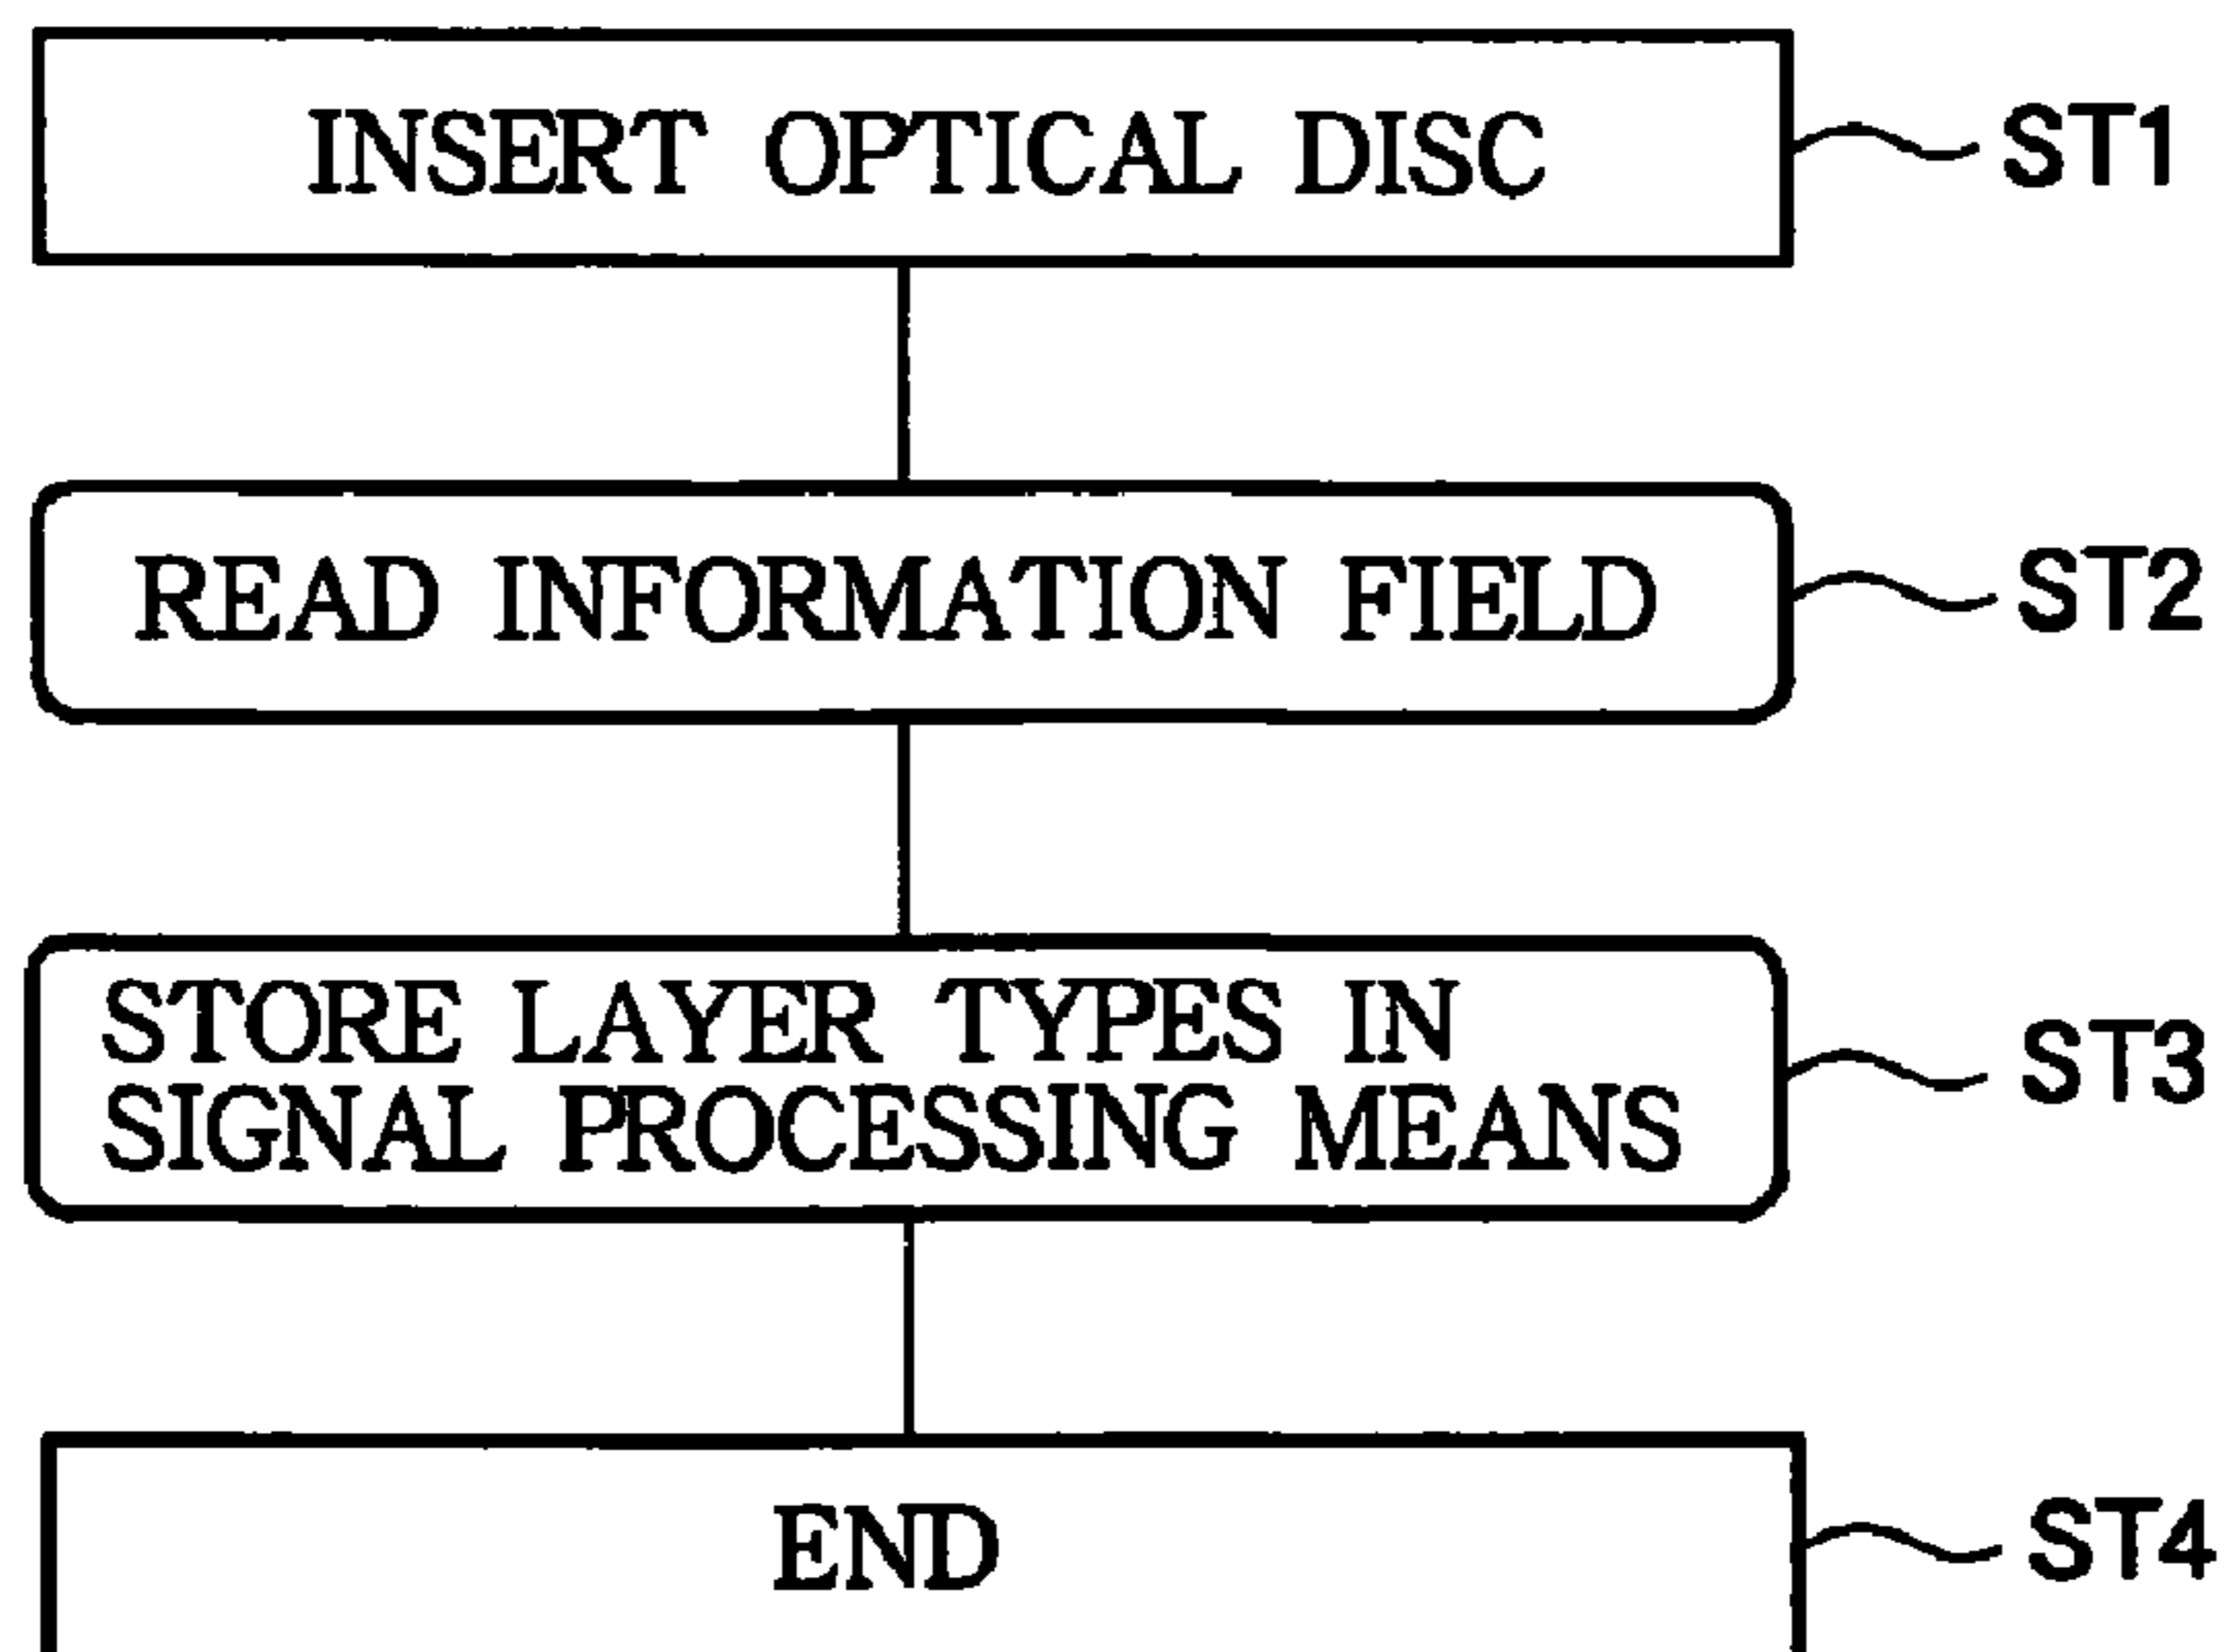 INSERT OPTICAL DISC
ST1
READ INFORMATION FIELD
ST2
STORE LAYER TYPES IN
SIGNAL PROCESSING MEANS
ST3
END
ST4